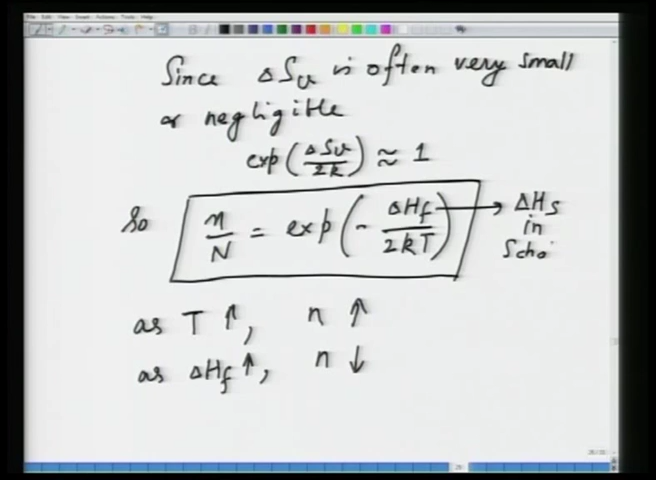 Since ΔSv is often very small
or negligible
exp(ΔSv/2k) ≈ 1
So n/N = exp(-ΔHf/2kT) → ΔHs
in
Scho
as T ↑, n ↑
as ΔHf ↑, n ↓